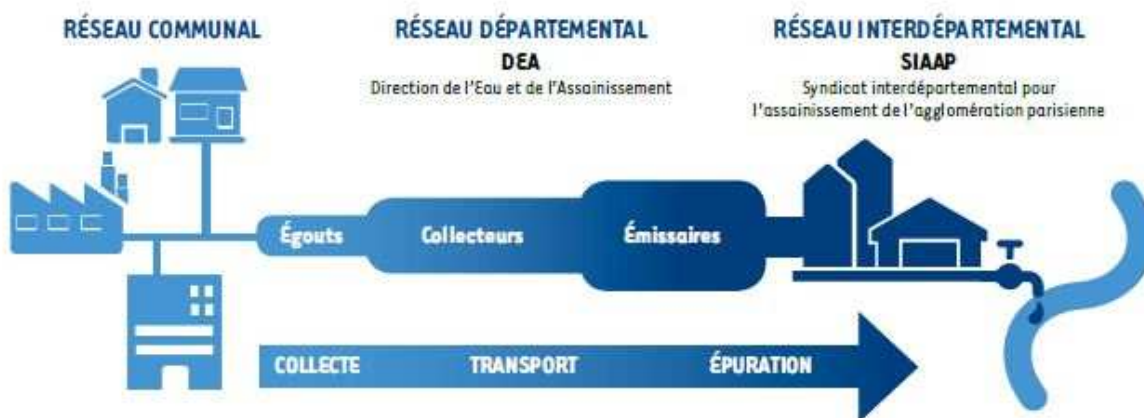 RÉSEAU COMMUNAL
RÉSEAU DÉPARTEMENTAL
DEA
Direction de l'Eau et de l'Assainissement
RÉSEAU INTERDÉPARTEMENTAL
SIAAP
Syndicat interdépartemental pour
l'assainissement de l'agglomération parisienne
Égouts
Collecteurs
Émissaires
COLLECTE
TRANSPORT
ÉPURATION